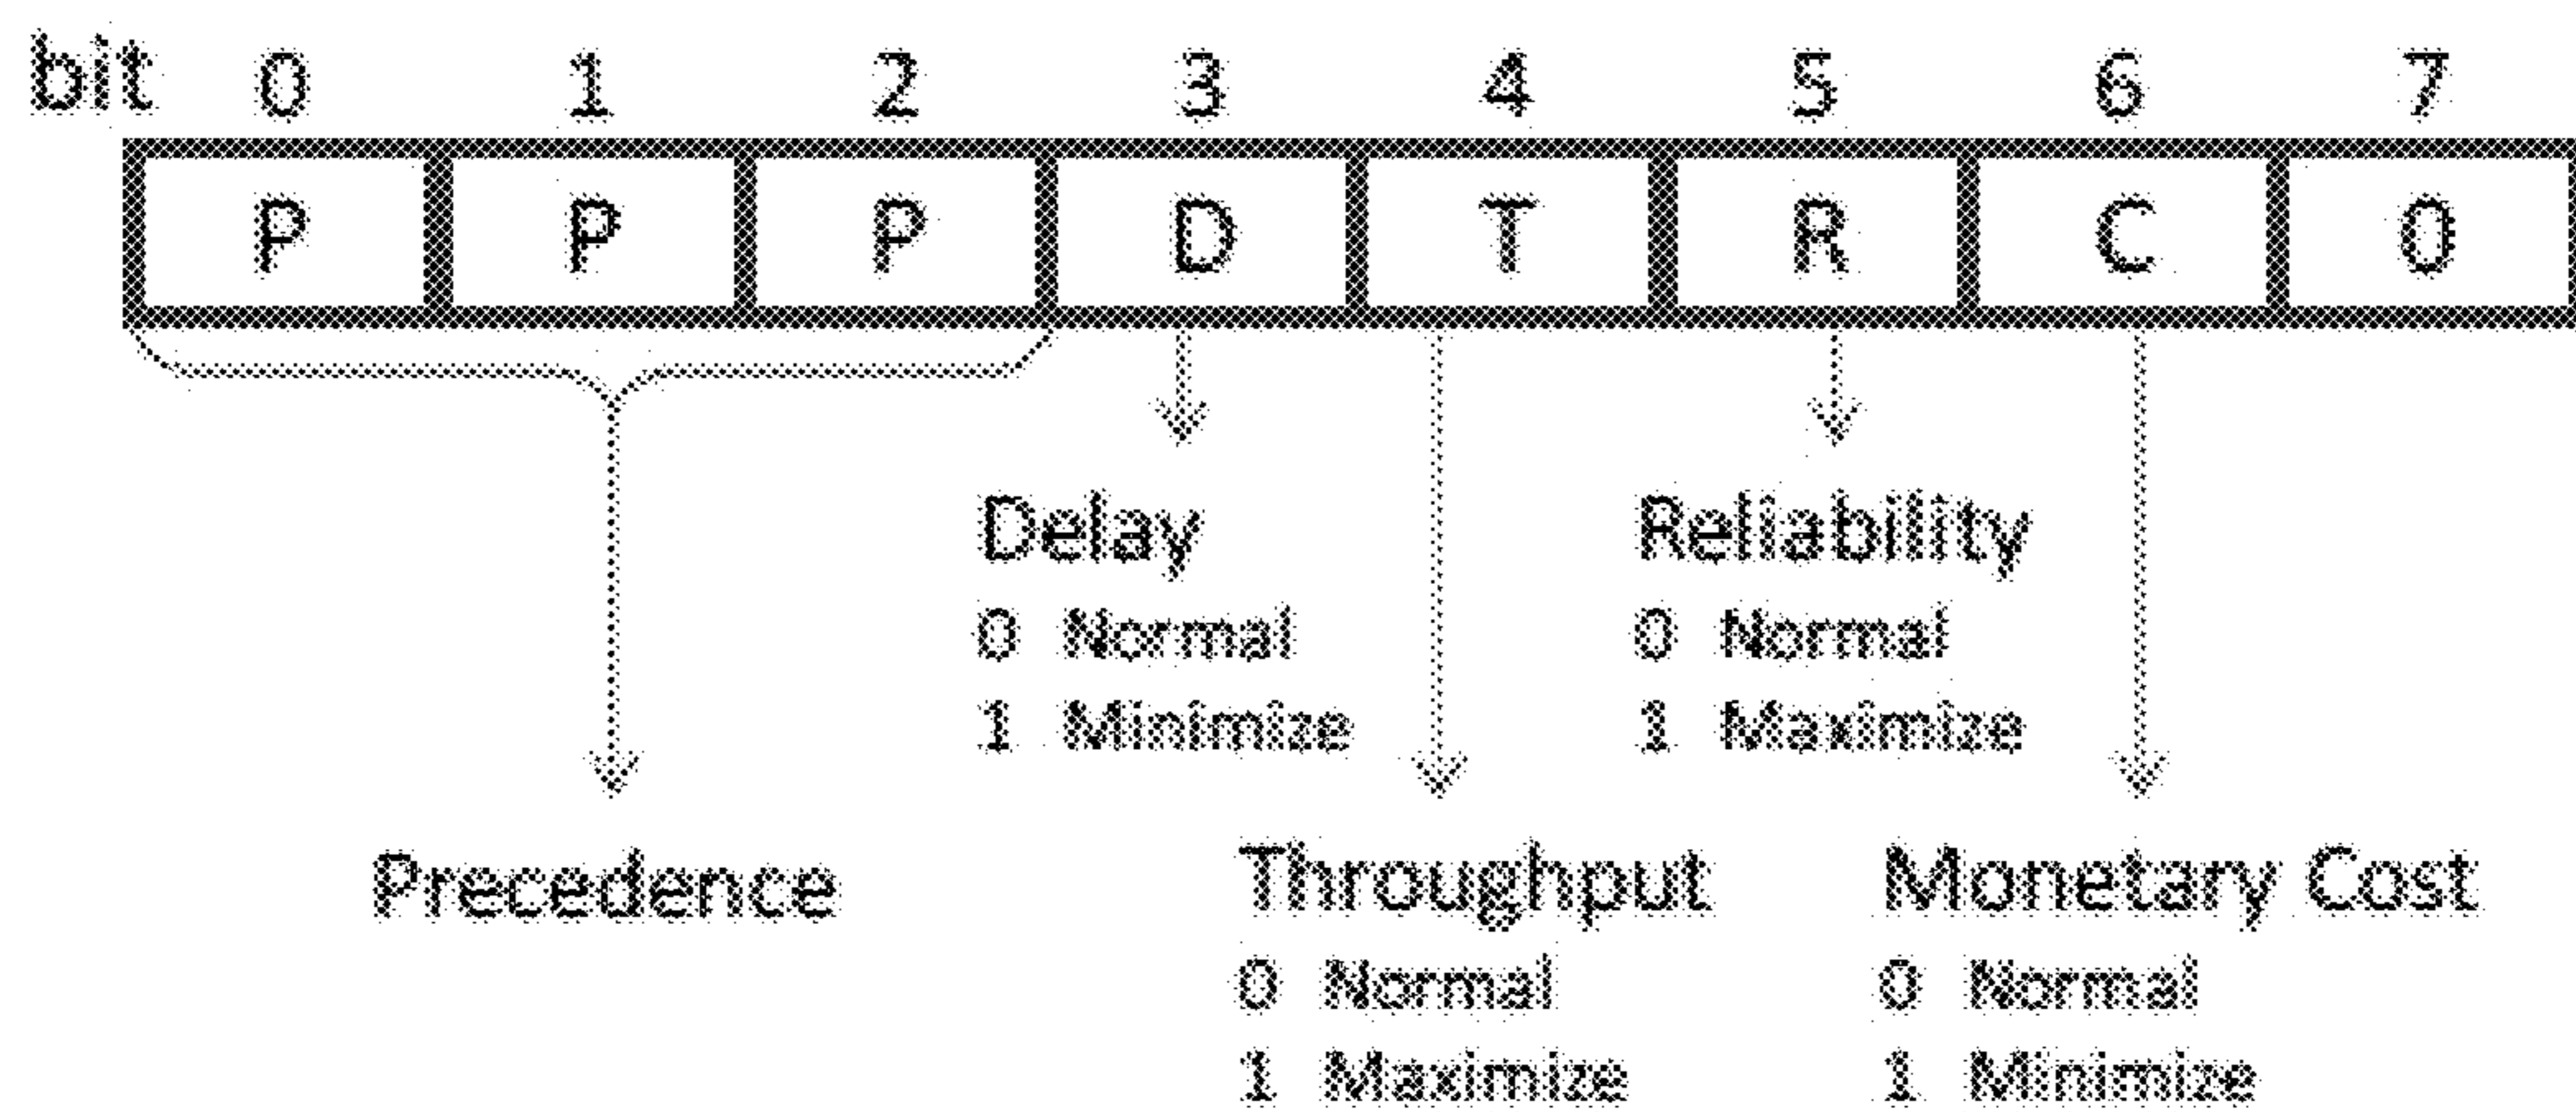 bit 0 1 2 3 4 5 6 7
P P P D T R C 0
Delay Reliability
0 Normal 0 Normal
1 Minimize 1 Maximize
Precedence Throughput Monetary Cost
0 Normal 0 Normal
1 Maximize 1 Minimize